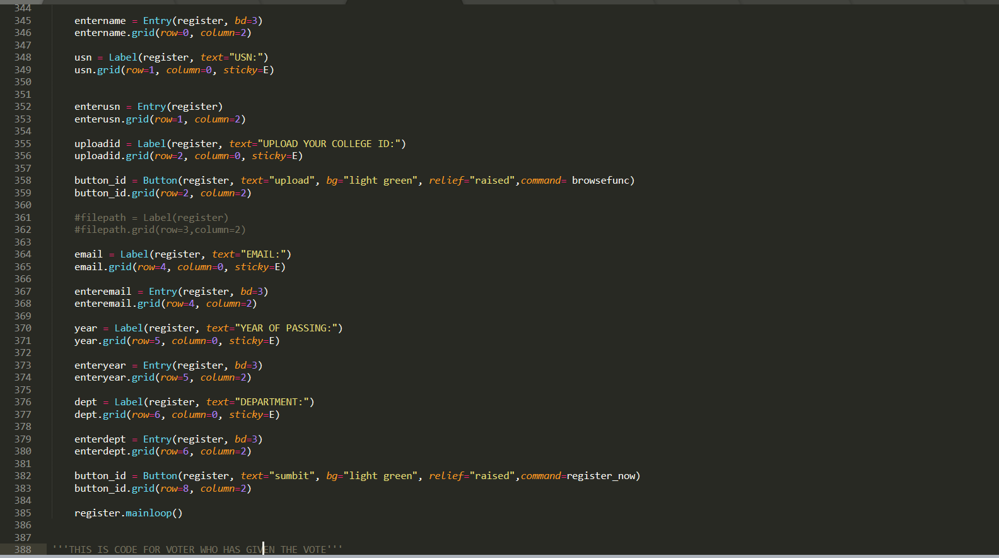 344
345 entername = Entry(register, bd=3)
346 entername.grid(row=0, column=2)
347
348 usn = Label(register, text="USN:")
349 usn.grid(row=1, column=0, sticky=E)
350
351
352 enterusn = Entry(register)
353 enterusn.grid(row=1, column=2)
354
355 uploadid = Label(register, text="UPLOAD YOUR COLLEGE ID:")
356 uploadid.grid(row=2, column=0, sticky=E)
357
358 button_id = Button(register, text="upload", bg="light green", relief="raised",command= browsefunc)
359 button_id.grid(row=2, column=2)
360
361 #filepath = Label(register)
362 #filepath.grid(row=3,column=2)
363
364 email = Label(register, text="EMAIL:")
365 email.grid(row=4, column=0, sticky=E)
366
367 enteremail = Entry(register, bd=3)
368 enteremail.grid(row=4, column=2)
369
370 year = Label(register, text="YEAR OF PASSING:")
371 year.grid(row=5, column=0, sticky=E)
372
373 enteryear = Entry(register, bd=3)
374 enteryear.grid(row=5, column=2)
375
376 dept = Label(register, text="DEPARTMENT:")
377 dept.grid(row=6, column=0, sticky=E)
378
379 enterdept = Entry(register, bd=3)
380 enterdept.grid(row=6, column=2)
381
382 button_id = Button(register, text="sumbit", bg="light green", relief="raised",command=register_now)
383 button_id.grid(row=8, column=2)
384
385 register.mainloop()
386
387
388 '''THIS IS CODE FOR VOTER WHO HAS GIVEN THE VOTE'''